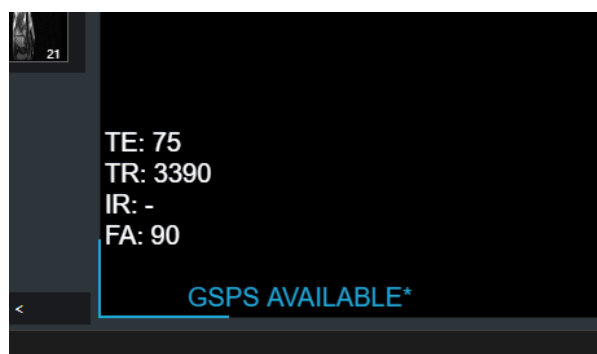 21
TE: 75
TR: 3390
IR: -
FA: 90
GSPS AVAILABLE*
<